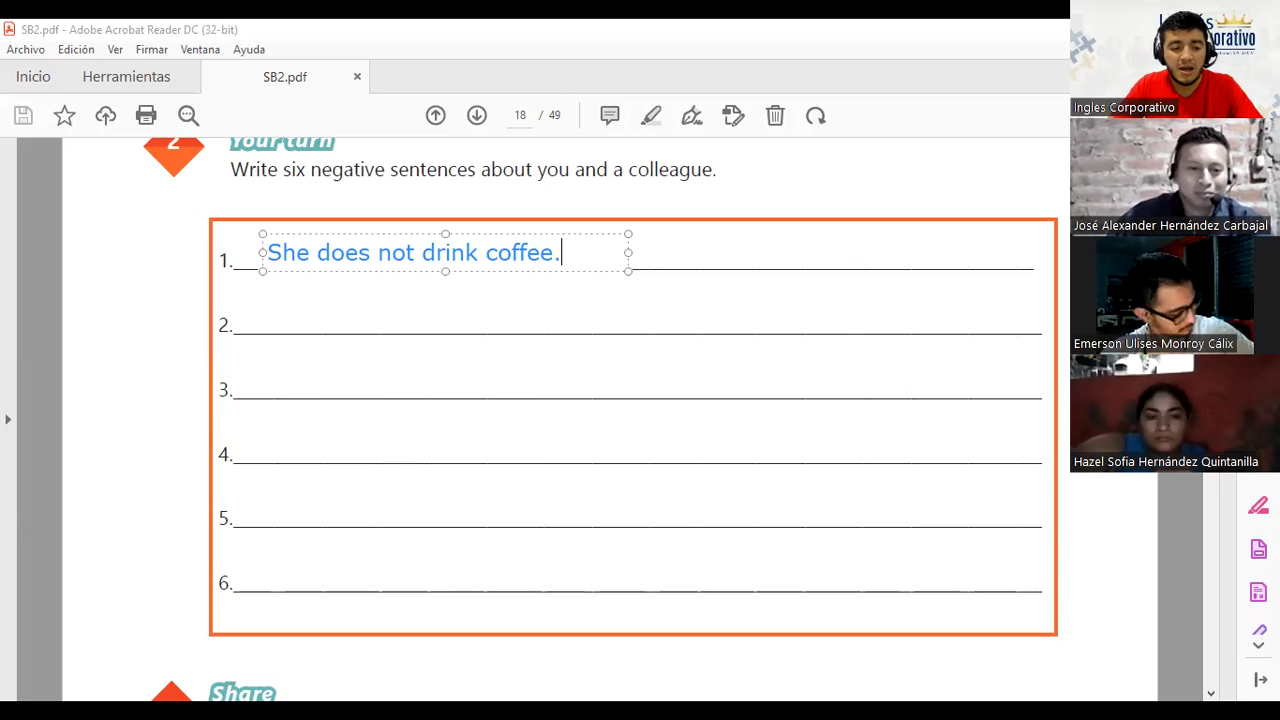 SB2.pdf - Adobe Acrobat Reader DC (32-bit)
Archivo Edición Ver Firmar Ventana Ayuda
Inicio Herramientas SB2.pdf ×
18 / 49
2 Your turn
Write six negative sentences about you and a colleague.
1. She does not drink coffee.
2.
3.
4.
5.
6.
Share
Ingles Corporativo
José Alexander Hernández Carbajal
Emerson Ulises Monroy Cálix
Hazel Sofía Hernández Quintanilla